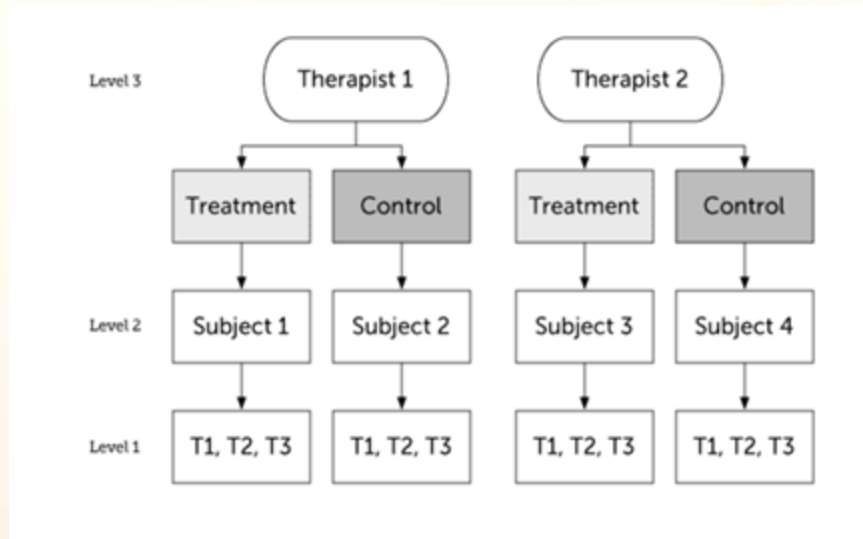 Level 3
Therapist 1
Therapist 2
Treatment
Control
Treatment
Control
Level 2
Subject 1
Subject 2
Subject 3
Subject 4
Level 1
T1, T2, T3
T1, T2, T3
T1, T2, T3
T1, T2, T3